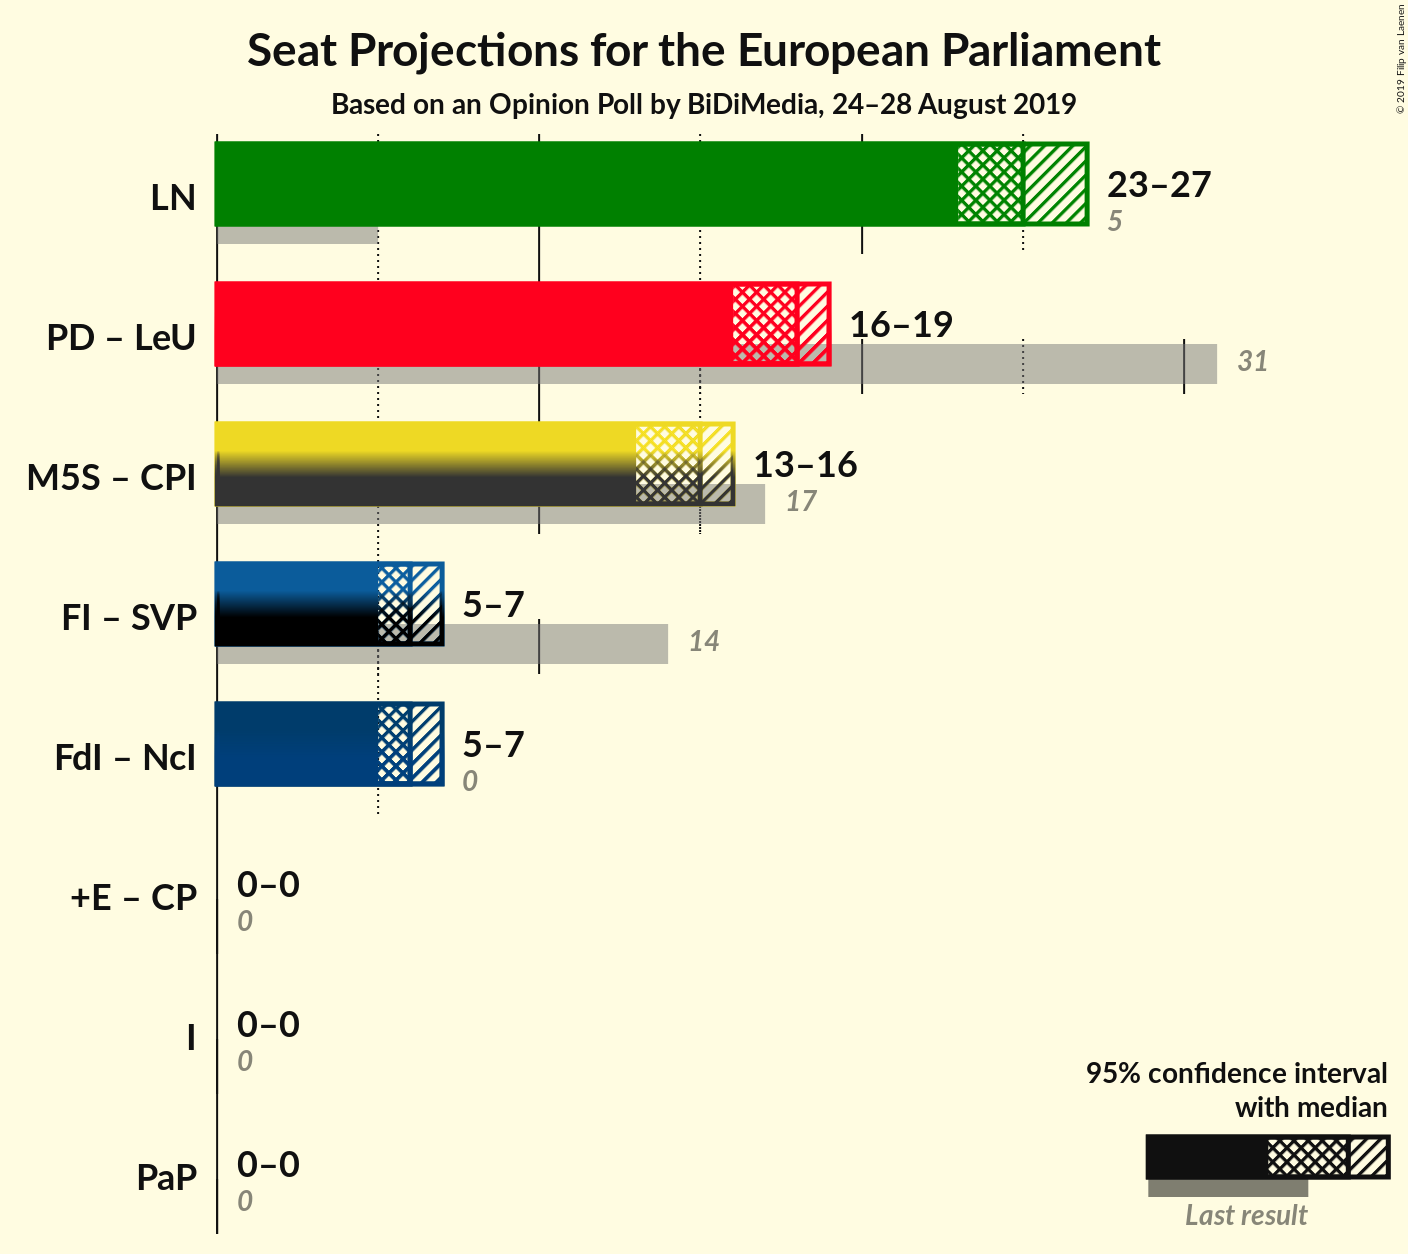 Seat Projections for the European Parliament
Based on an Opinion Poll by BiDiMedia, 24–28 August 2019
© 2019 Filip van Laenen
LN
23–27
5
PD – LeU
16–19
31
M5S – CPI
13–16
17
FI – SVP
5–7
14
FdI – NcI
5–7
0
+E – CP
0–0
0
I
0–0
0
PaP
0–0
0
95% confidence interval
with median
Last result